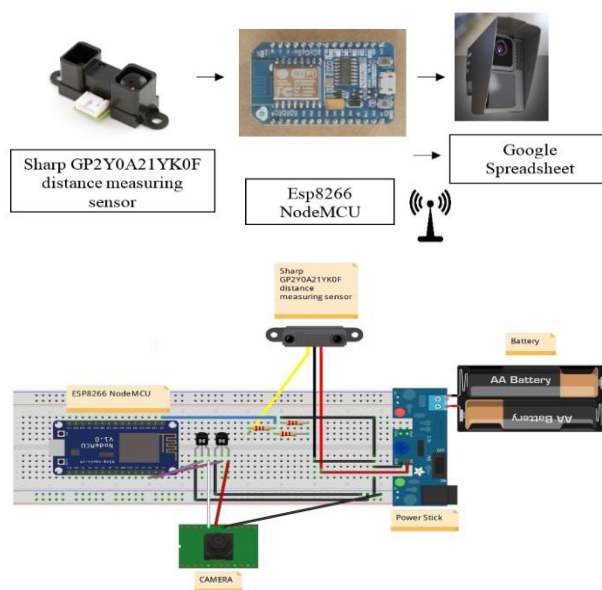 Sharp GP2Y0A21YK0F
distance measuring
sensor
Esp8266
NodeMCU
Google
Spreadsheet
Sharp
GP2Y0A21YK0F
distance
measuring sensor
Battery
AA Battery
AA Battery
ESP8266 NodeMCU
NodeMCU
V1.0
Power Stick
CAMERA